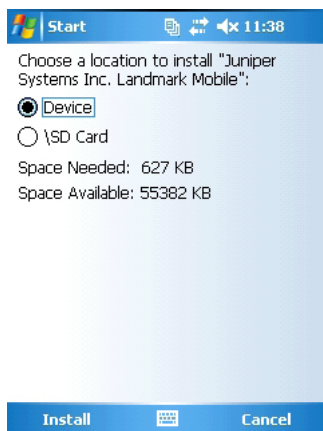 Start 11:38
Choose a location to install "Juniper
Systems Inc. Landmark Mobile":
Device
\SD Card
Space Needed: 627 KB
Space Available: 55382 KB
Install Cancel